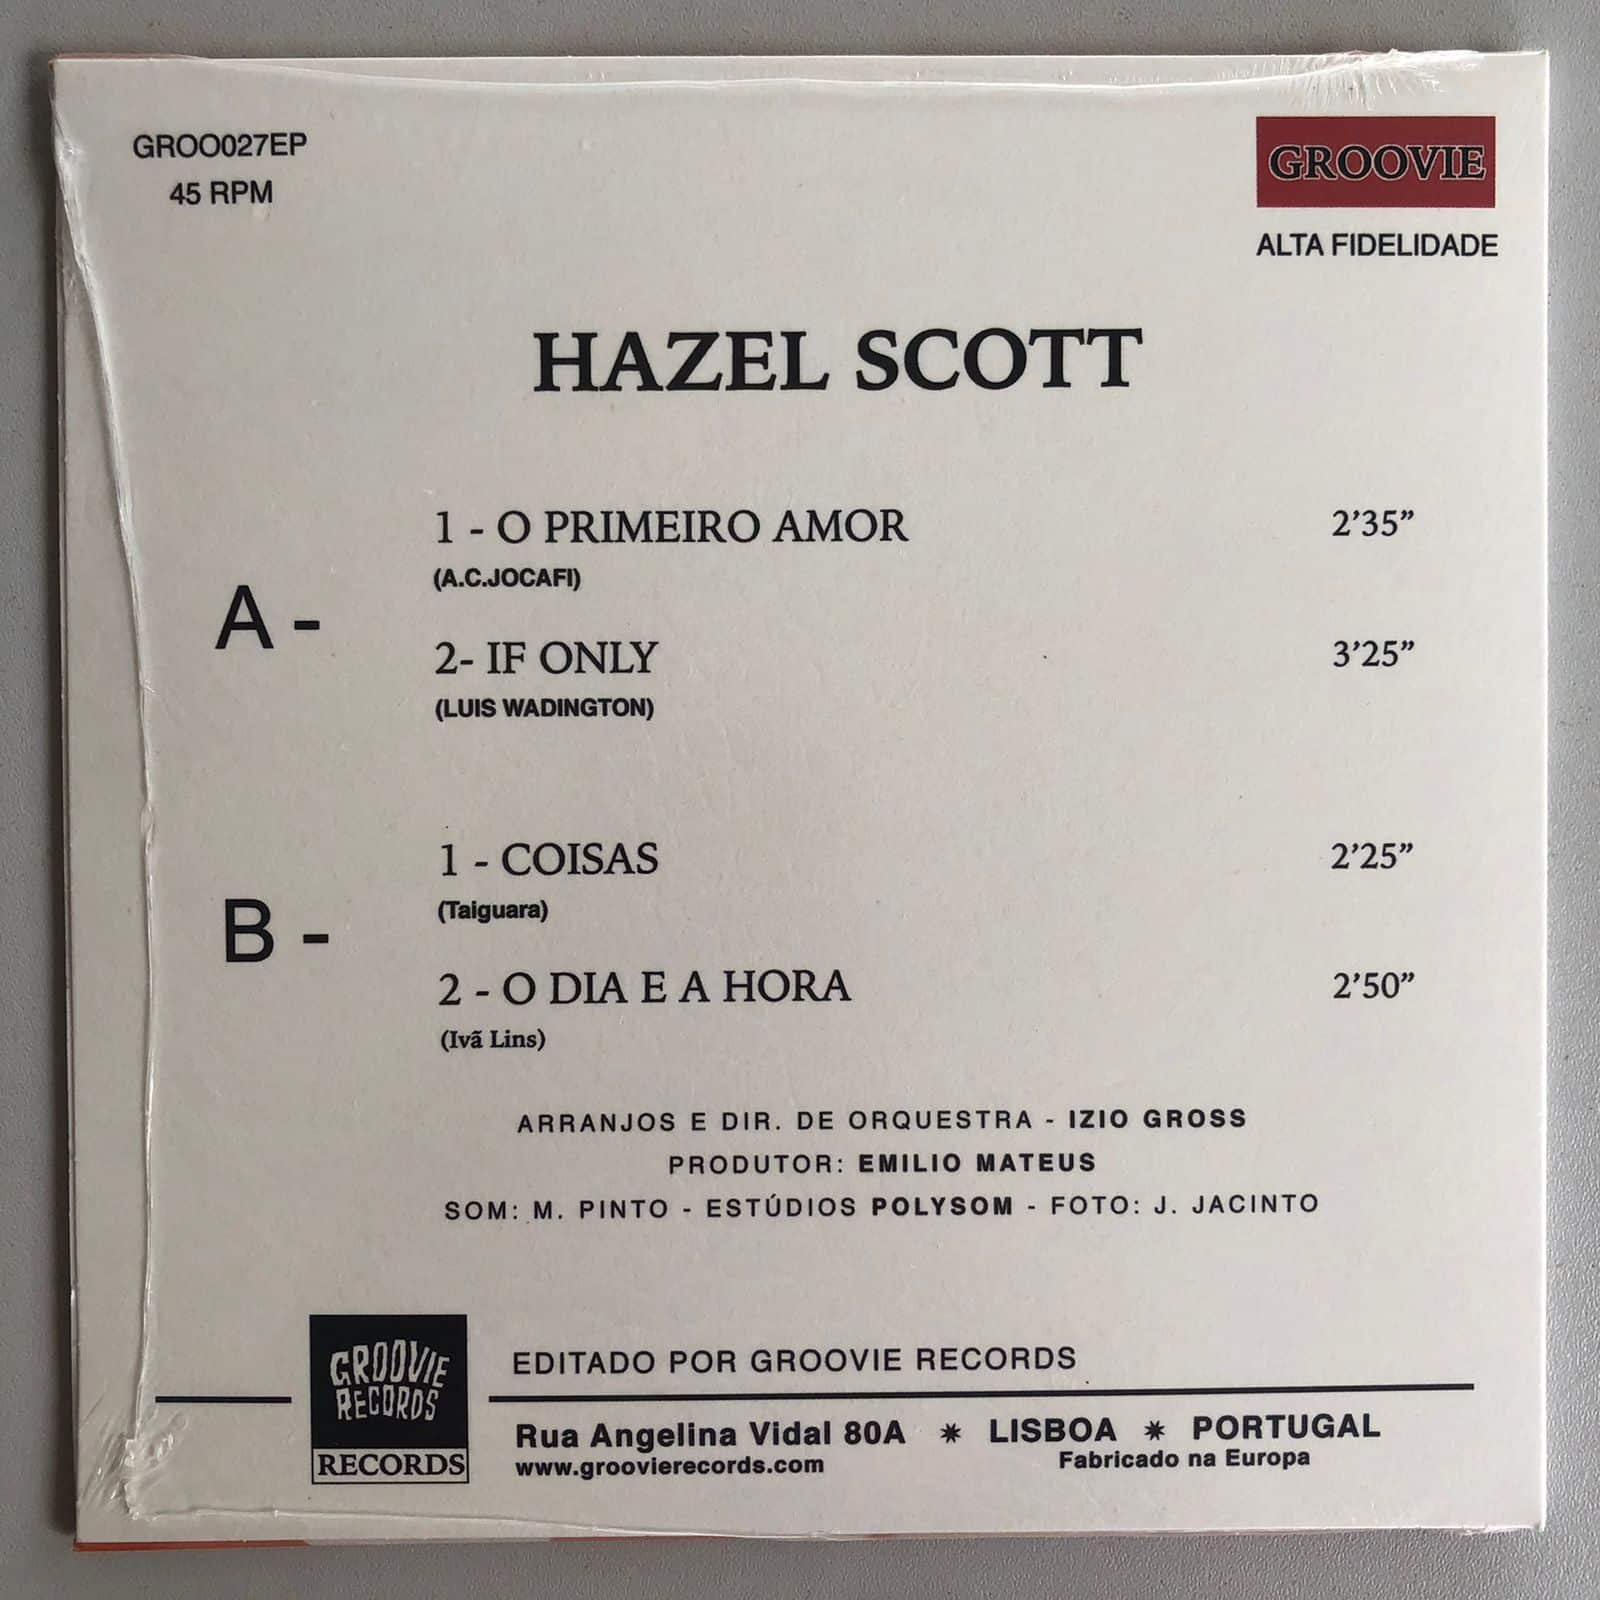 GROO027EP
45 RPM
GROOVIE
ALTA FIDELIDADE
HAZEL SCOTT
A -
1 - O PRIMEIRO AMOR 2’35”
(A.C.JOCAFI)
2- IF ONLY 3’25”
(LUIS WADINGTON)
B -
1 - COISAS 2’25”
(Taiguara)
2 - O DIA E A HORA 2’50”
(Ivã Lins)
ARRANJOS E DIR. DE ORQUESTRA - IZIO GROSS
PRODUTOR: EMILIO MATEUS
SOM: M. PINTO - ESTÚDIOS POLYSOM - FOTO: J. JACINTO
GROOVIE
RECORDS
RECORDS
EDITADO POR GROOVIE RECORDS
Rua Angelina Vidal 80A ✷ LISBOA ✷ PORTUGAL
www.groovierecords.com Fabricado na Europa